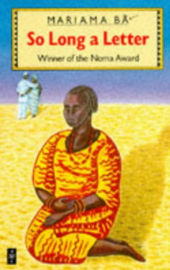 MARIAMA BÂ
So Long a Letter
Winner of the Noma Award